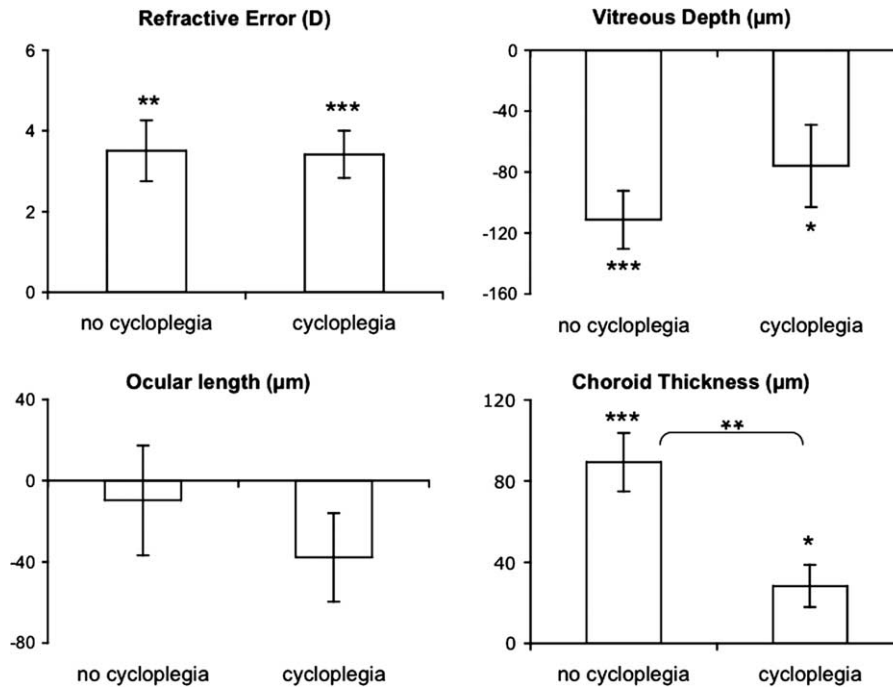 Refractive Error (D)
6
4
2
0
**
***
no cycloplegia
cycloplegia
Vitreous Depth (µm)
0
-40
-80
-120
-160
***
*
no cycloplegia
cycloplegia
Ocular length (µm)
40
0
-40
-80
no cycloplegia
cycloplegia
Choroid Thickness (µm)
120
80
40
0
***
**
*
no cycloplegia
cycloplegia